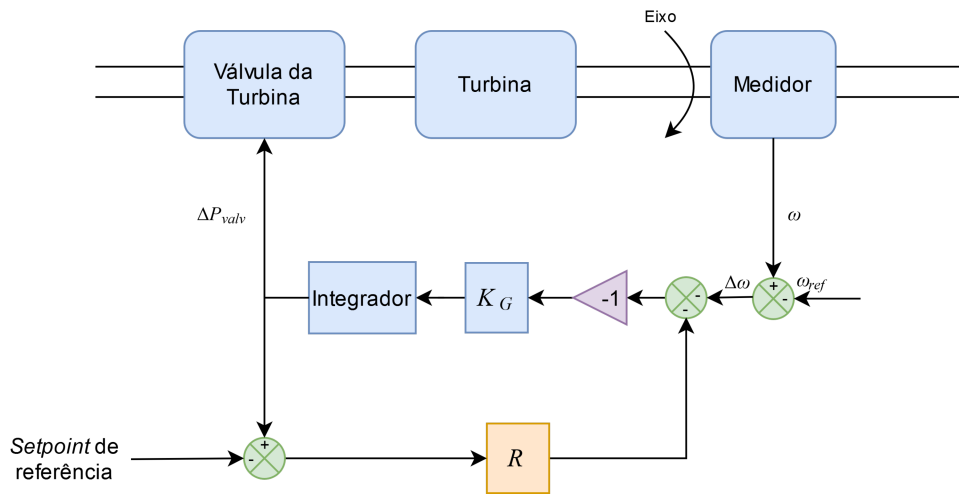 Eixo
Válvula da
Turbina
Turbina
Medidor
ΔP_valv
ω
Integrador
K_G
-1
-
-
Δω
+
-
ω_ref
Setpoint de
referência
+
-
R